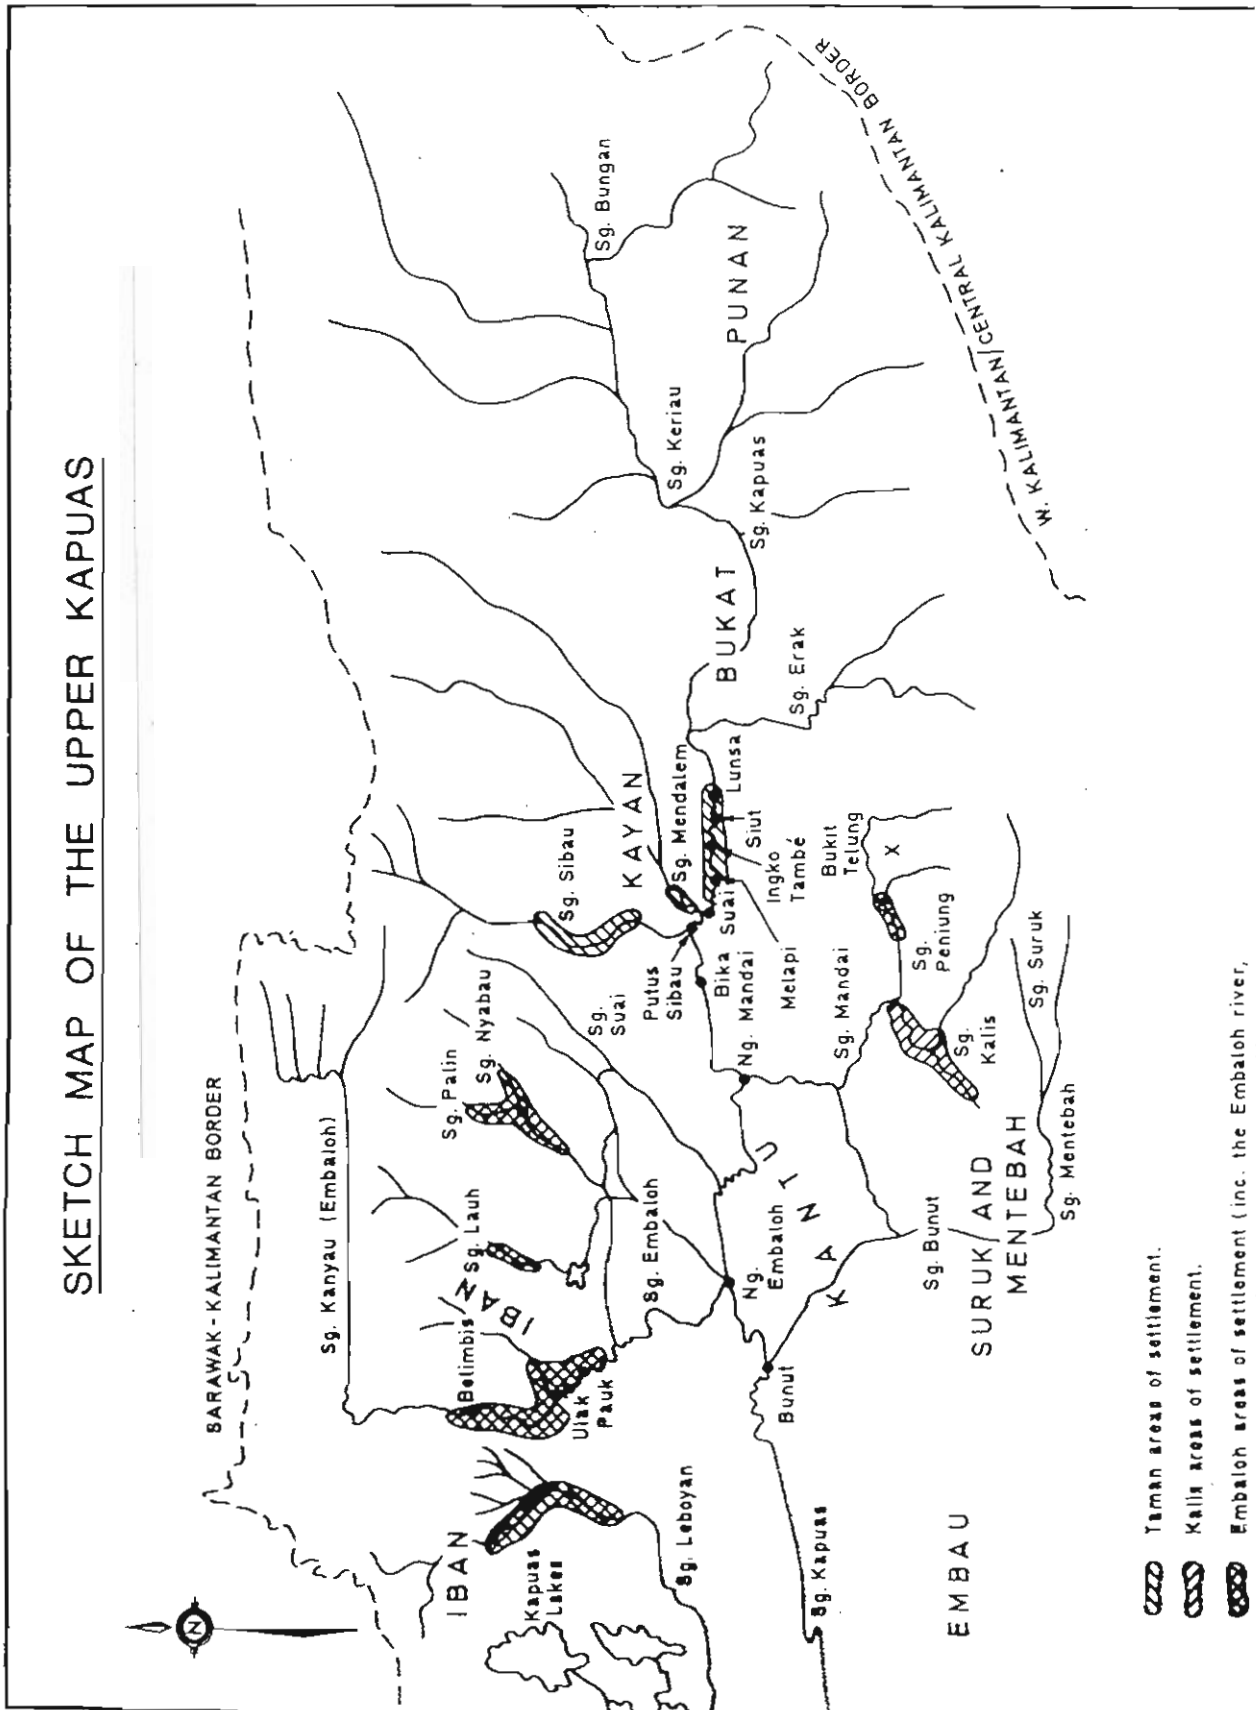 SKETCH MAP OF THE UPPER KAPUAS
N
SARAWAK-KALIMANTAN BORDER
Sg. Kanyau (Embaloh)
IBAN
Kapuas
Lakes
Sg. Leboyan
Belimbis
Ulak
Pauk
IBAN
Sg. Lauh
Sg. Palin
Sg. Nyabau
Sg. Embaloh
Sg.
Suai
Sg. Sibau
KAYAN
Sg. Mendalem
Putus
Sibau
Bika
Suai
Ng. Mandai
Melapi
Ingko
També
Siut
Lunsa
BUKAT
Sg. Erak
Sg. Kapuas
Sg. Keriau
PUNAN
Sg. Bungan
W. KALIMANTAN/CENTRAL KALIMANTAN BORDER
Bukit
Telung
X
Sg.
Peniung
Sg. Mandai
Sg.
Kalis
Sg. Suruk
Sg. Mentebah
SURUK AND
MENTEBAH
Sg. Bunut
KANTU
Ng.
Embaloh
Bunut
Sg. Kapuas
EMBAU
Taman areas of settlement.
Kalis areas of settlement.
Embaloh areas of settlement (inc. the Embaloh river,